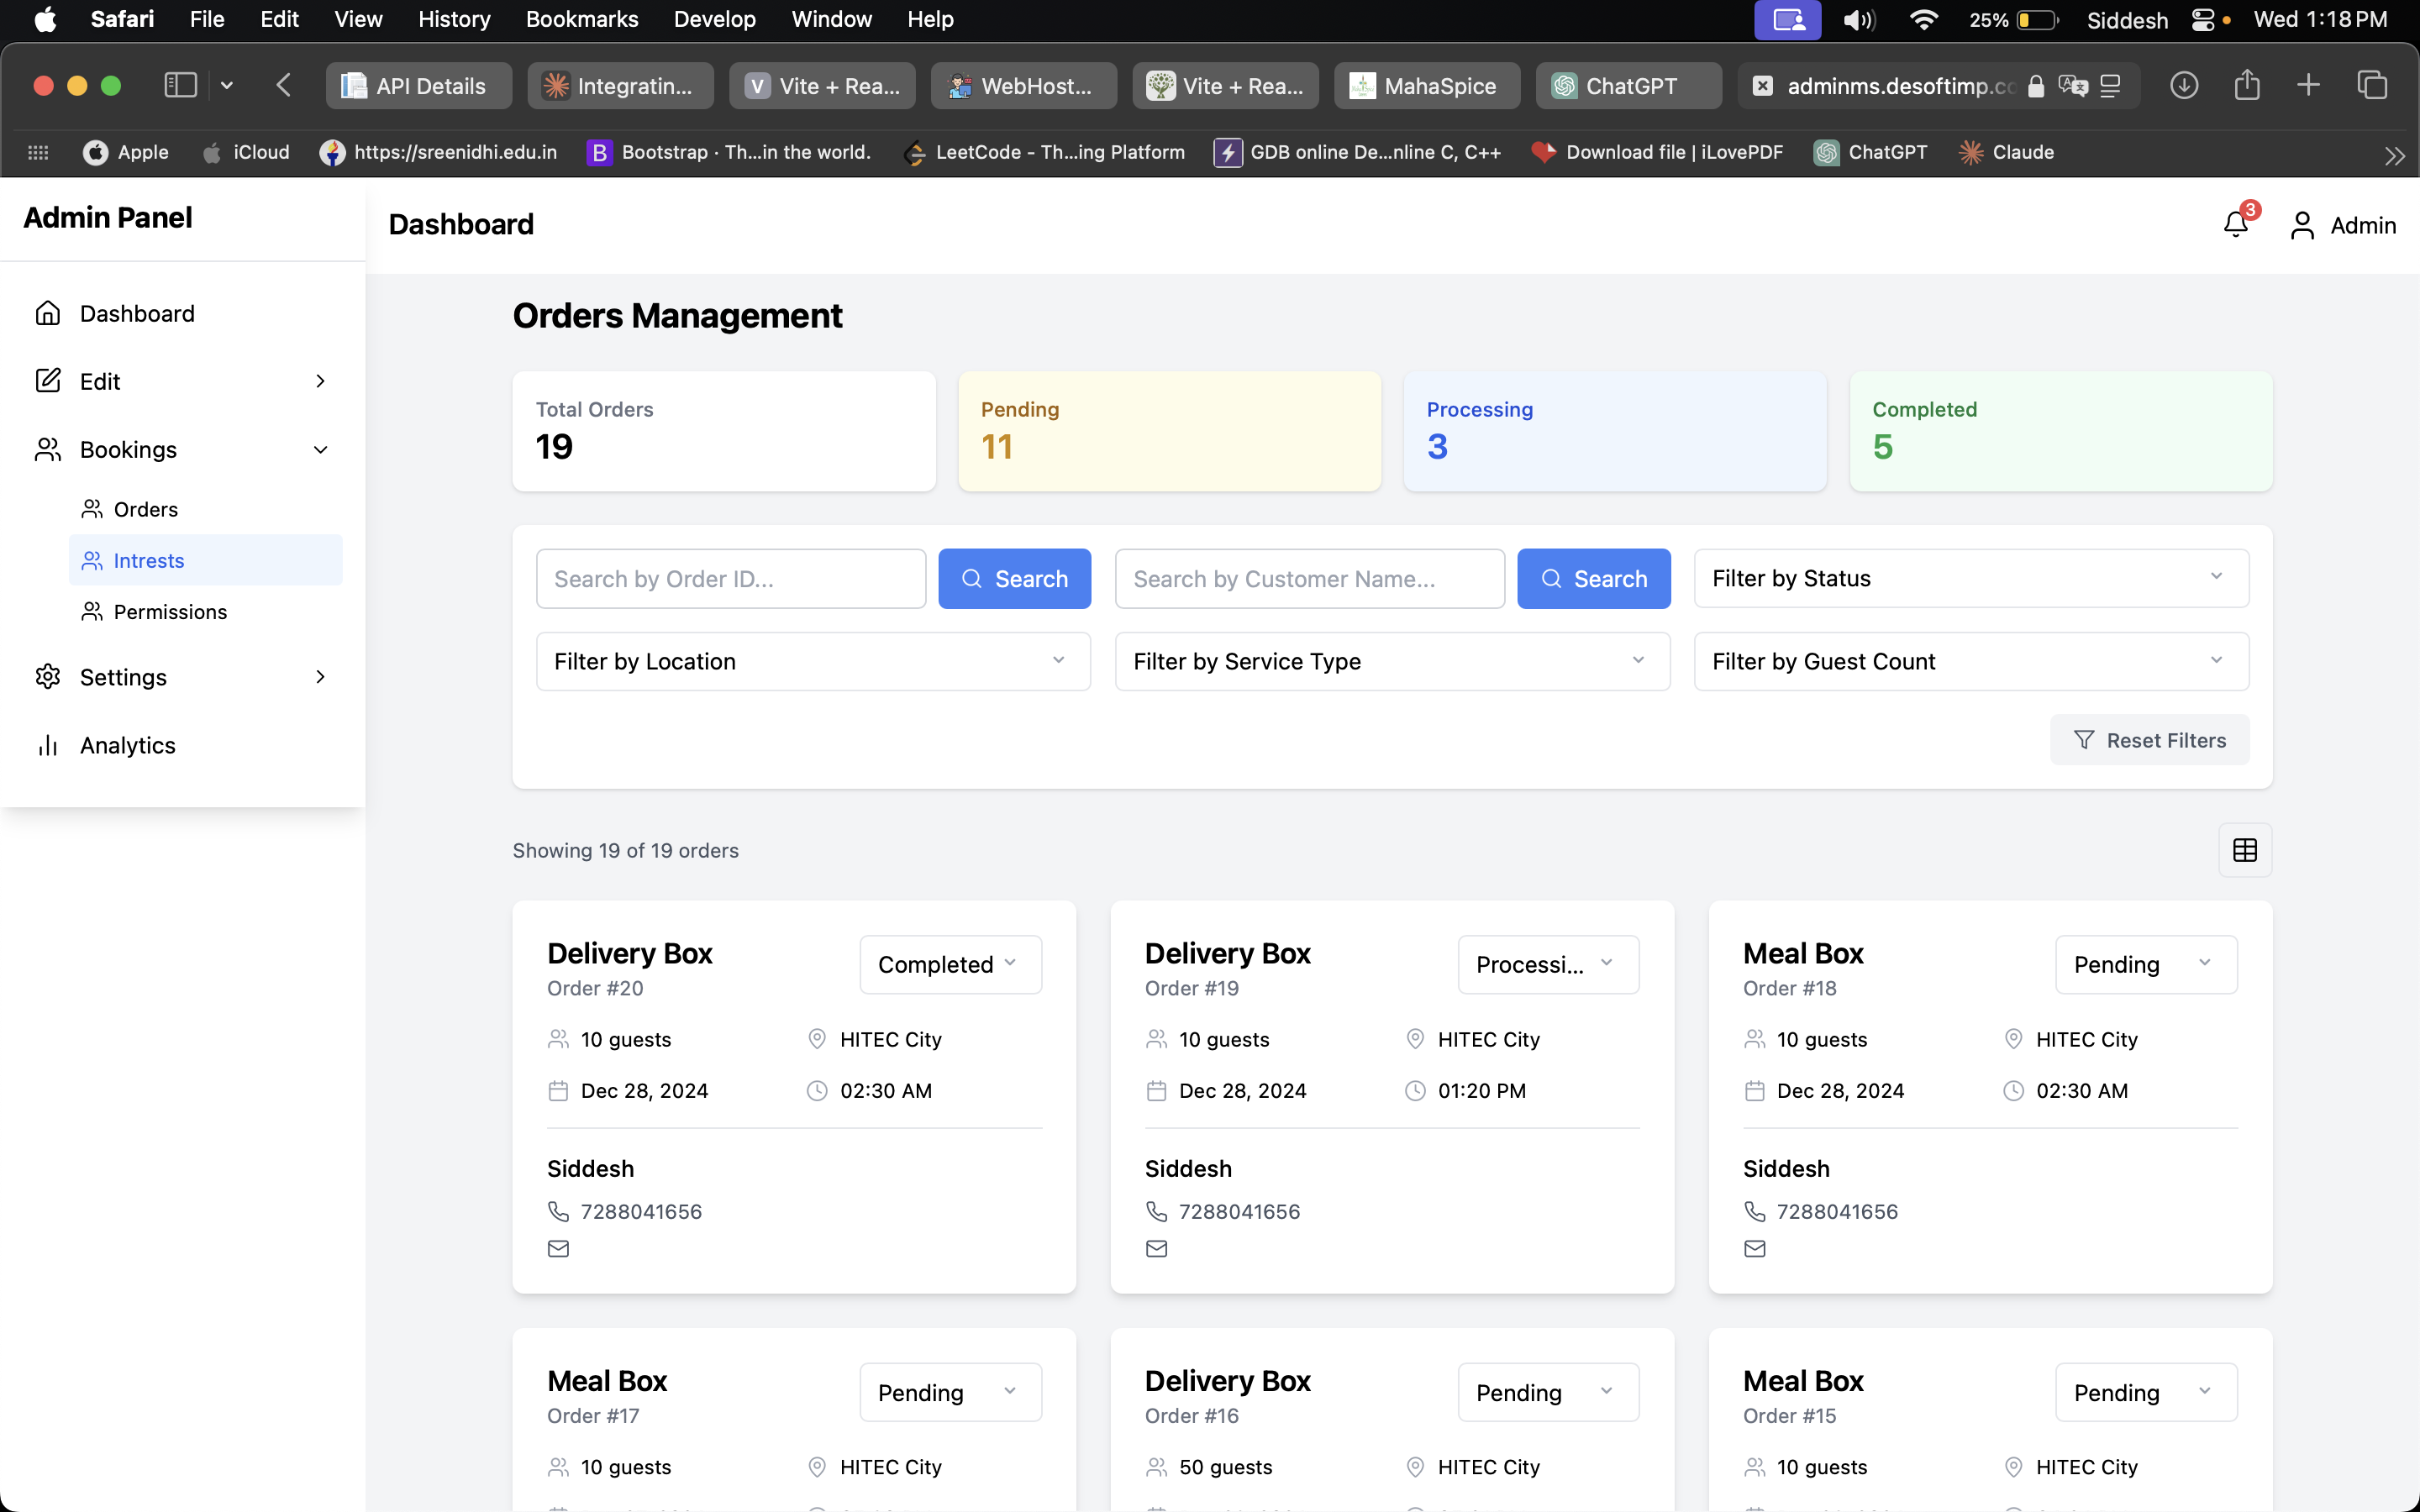 Safari File Edit View History Bookmarks Develop Window Help 25% Siddesh Wed 1:18 PM
API Details Integratin... V Vite + Rea... WebHost... Vite + Rea... MahaSpice ChatGPT adminms.desoftimp.co
Apple iCloud https://sreenidhi.edu.in B Bootstrap · Th...in the world. LeetCode - Th...ing Platform GDB online De...nline C, C++ Download file | iLovePDF ChatGPT Claude
Admin Panel
Dashboard
Edit
Bookings
Orders
Intrests
Permissions
Settings
Analytics
Dashboard
3
Admin
Orders Management
Total Orders
19
Pending
11
Processing
3
Completed
5
Search by Order ID... Search Search by Customer Name... Search Filter by Status
Filter by Location Filter by Service Type Filter by Guest Count
Reset Filters
Showing 19 of 19 orders
Delivery Box Completed
Order #20
10 guests HITEC City
Dec 28, 2024 02:30 AM
Siddesh
7288041656
Delivery Box Processi...
Order #19
10 guests HITEC City
Dec 28, 2024 01:20 PM
Siddesh
7288041656
Meal Box Pending
Order #18
10 guests HITEC City
Dec 28, 2024 02:30 AM
Siddesh
7288041656
Meal Box Pending
Order #17
10 guests HITEC City
Delivery Box Pending
Order #16
50 guests HITEC City
Meal Box Pending
Order #15
10 guests HITEC City